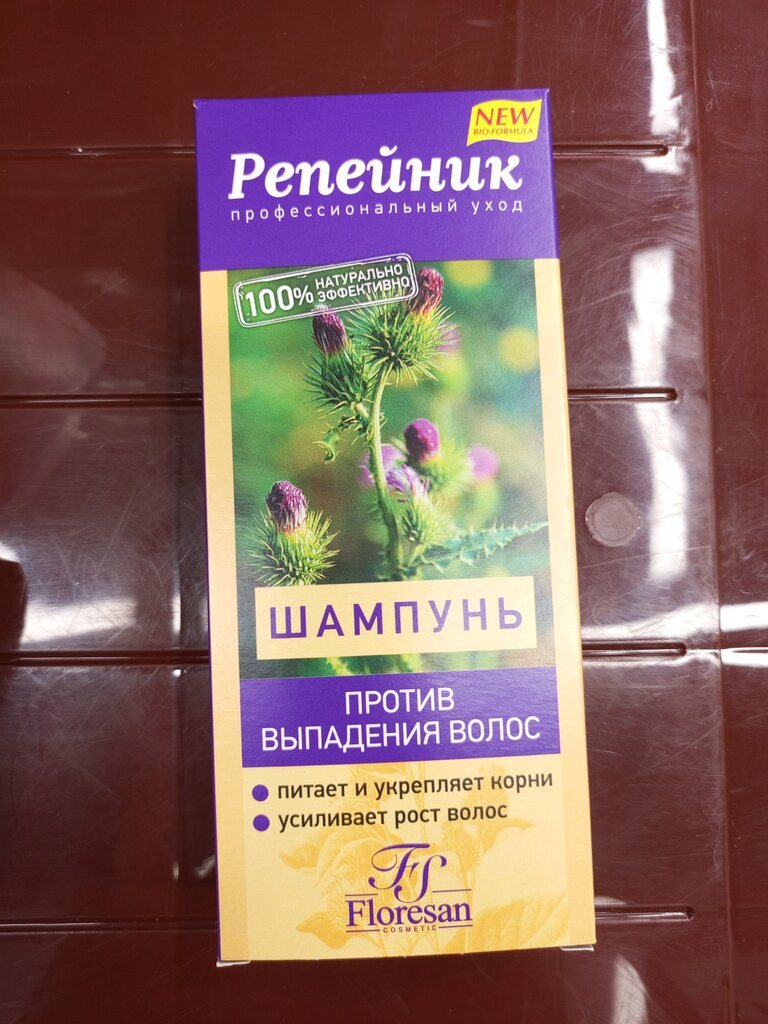 NEW
BIO-FORMULA
Репейник
профессиональный уход
100% НАТУРАЛЬНО
ЭФФЕКТИВНО
ШАМПУНЬ
ПРОТИВ
ВЫПАДЕНИЯ ВОЛОС
питает и укрепляет корни
усиливает рост волос
FS
Floresan
COSMETIC